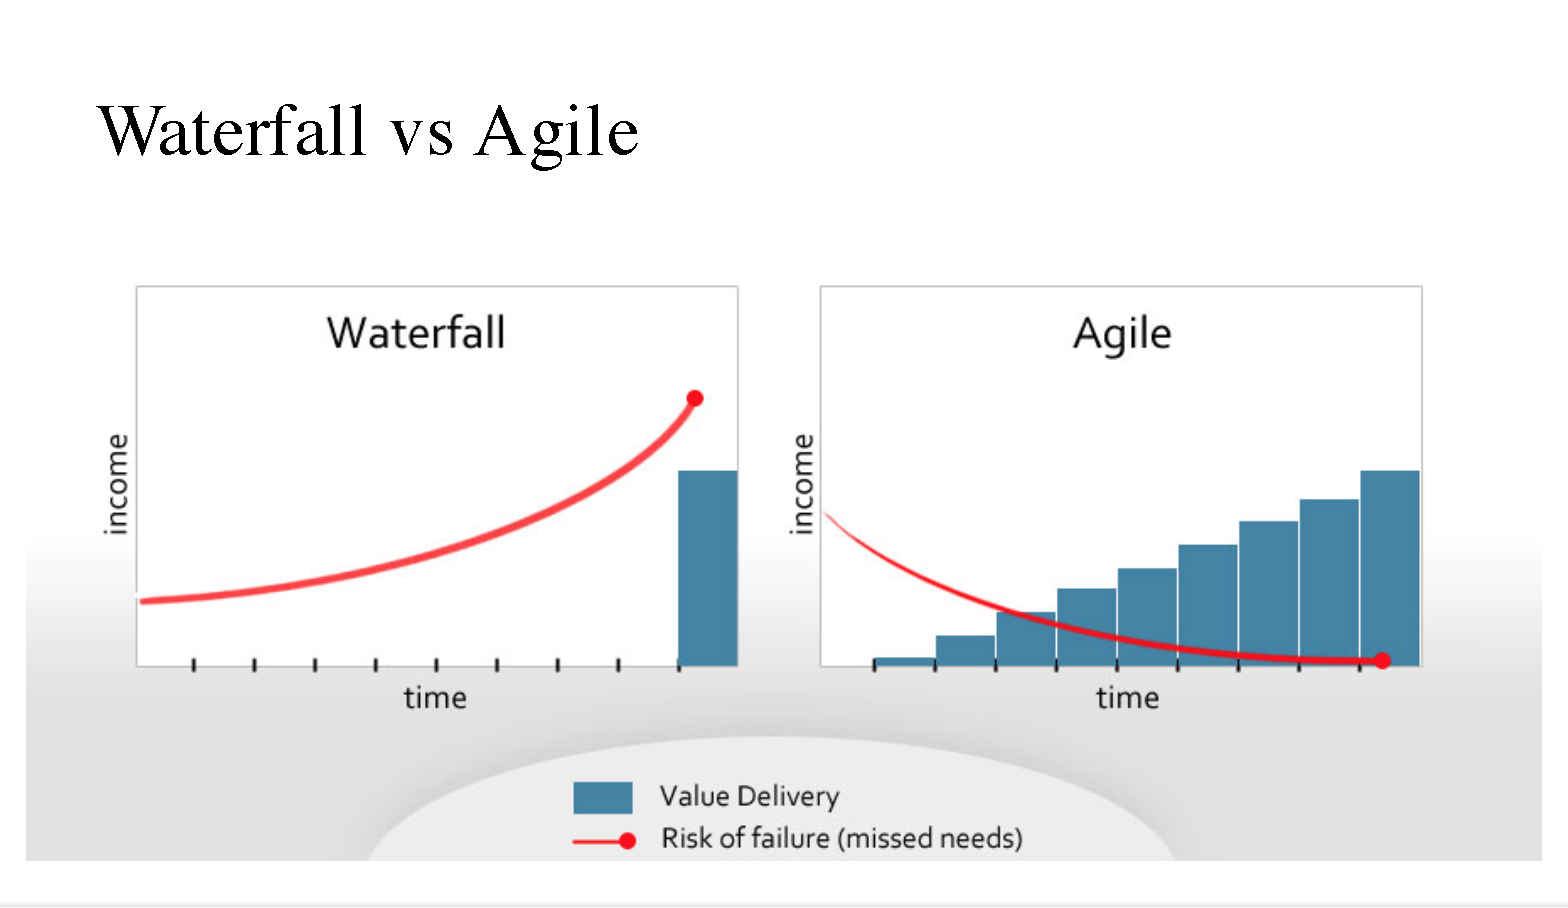 Waterfall vs Agile
Waterfall
income
time
Agile
income
time
Value Delivery
Risk of failure (missed needs)